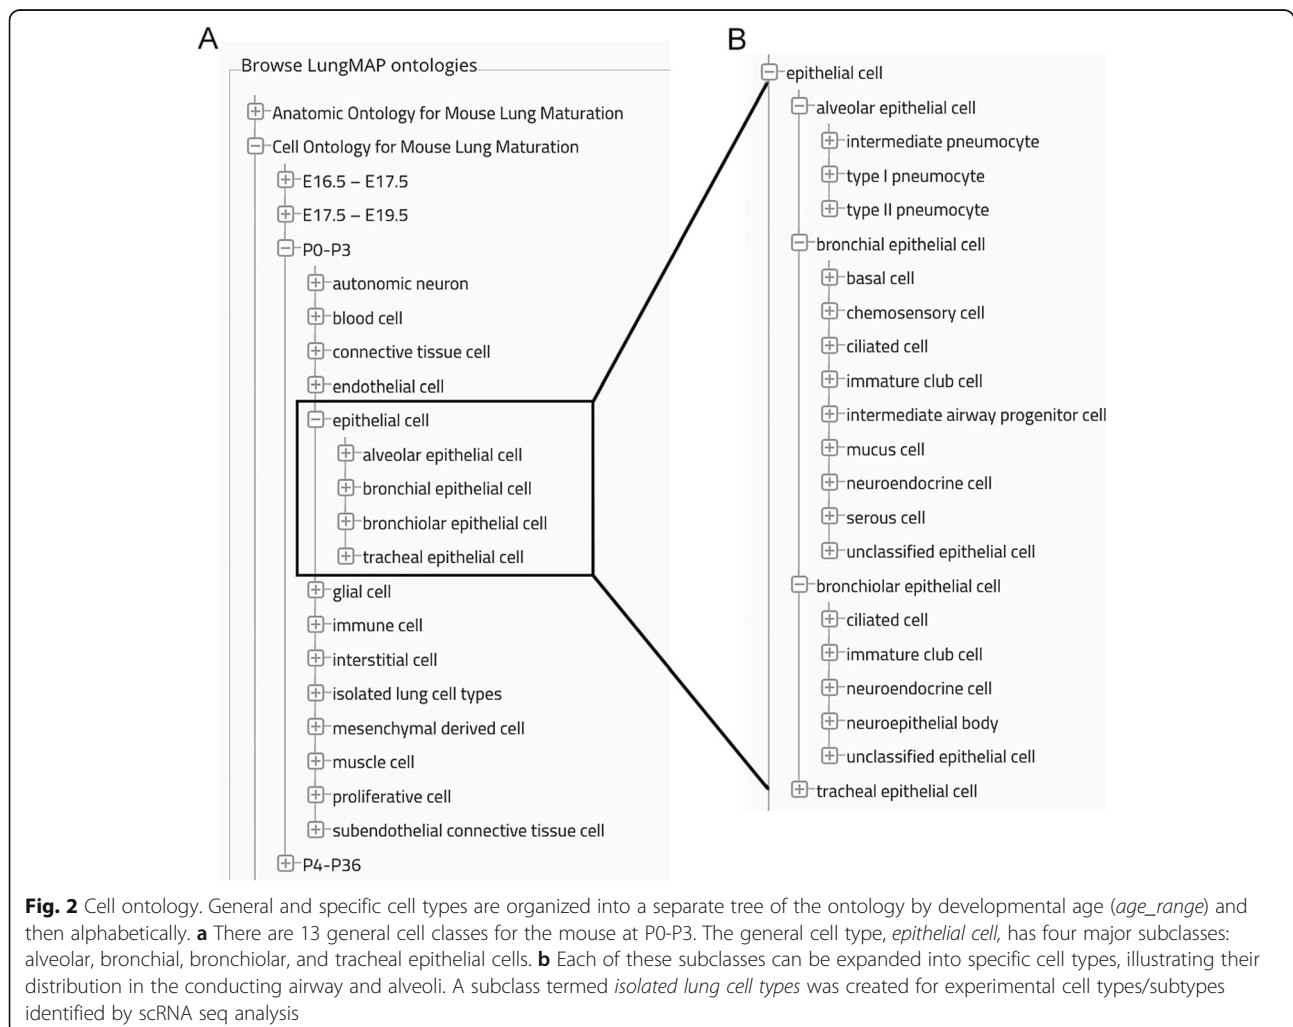 A
Browse LungMAP ontologies
Anatomic Ontology for Mouse Lung Maturation
Cell Ontology for Mouse Lung Maturation
E16.5 – E17.5
E17.5 – E19.5
P0-P3
autonomic neuron
blood cell
connective tissue cell
endothelial cell
epithelial cell
alveolar epithelial cell
bronchial epithelial cell
bronchiolar epithelial cell
tracheal epithelial cell
glial cell
immune cell
interstitial cell
isolated lung cell types
mesenchymal derived cell
muscle cell
proliferative cell
subendothelial connective tissue cell
P4-P36
B
epithelial cell
alveolar epithelial cell
intermediate pneumocyte
type I pneumocyte
type II pneumocyte
bronchial epithelial cell
basal cell
chemosensory cell
ciliated cell
immature club cell
intermediate airway progenitor cell
mucus cell
neuroendocrine cell
serous cell
unclassified epithelial cell
bronchiolar epithelial cell
ciliated cell
immature club cell
neuroendocrine cell
neuroepithelial body
unclassified epithelial cell
tracheal epithelial cell
Fig. 2 Cell ontology. General and specific cell types are organized into a separate tree of the ontology by developmental age (age_range) and
then alphabetically. a There are 13 general cell classes for the mouse at P0-P3. The general cell type, epithelial cell, has four major subclasses:
alveolar, bronchial, bronchiolar, and tracheal epithelial cells. b Each of these subclasses can be expanded into specific cell types, illustrating their
distribution in the conducting airway and alveoli. A subclass termed isolated lung cell types was created for experimental cell types/subtypes
identified by scRNA seq analysis